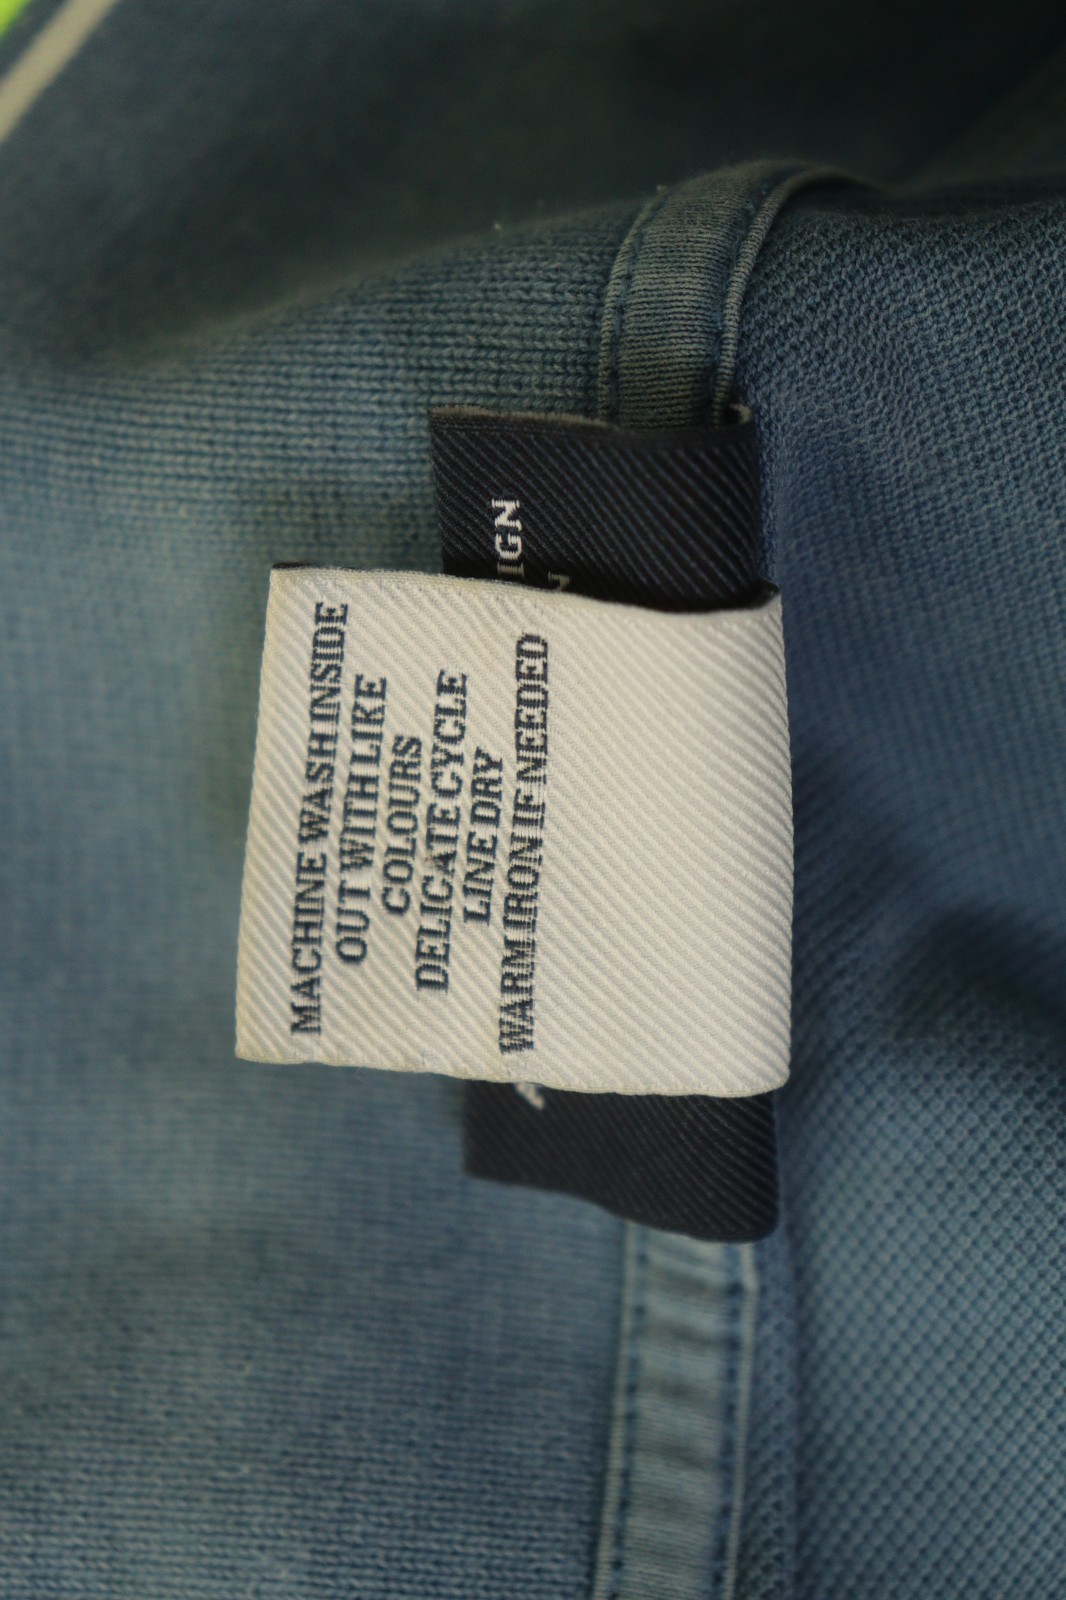 MACHINE WASH INSIDE
OUT WITH LIKE
COLOURS
DELICATE CYCLE
LINE DRY
WARM IRON IF NEEDED